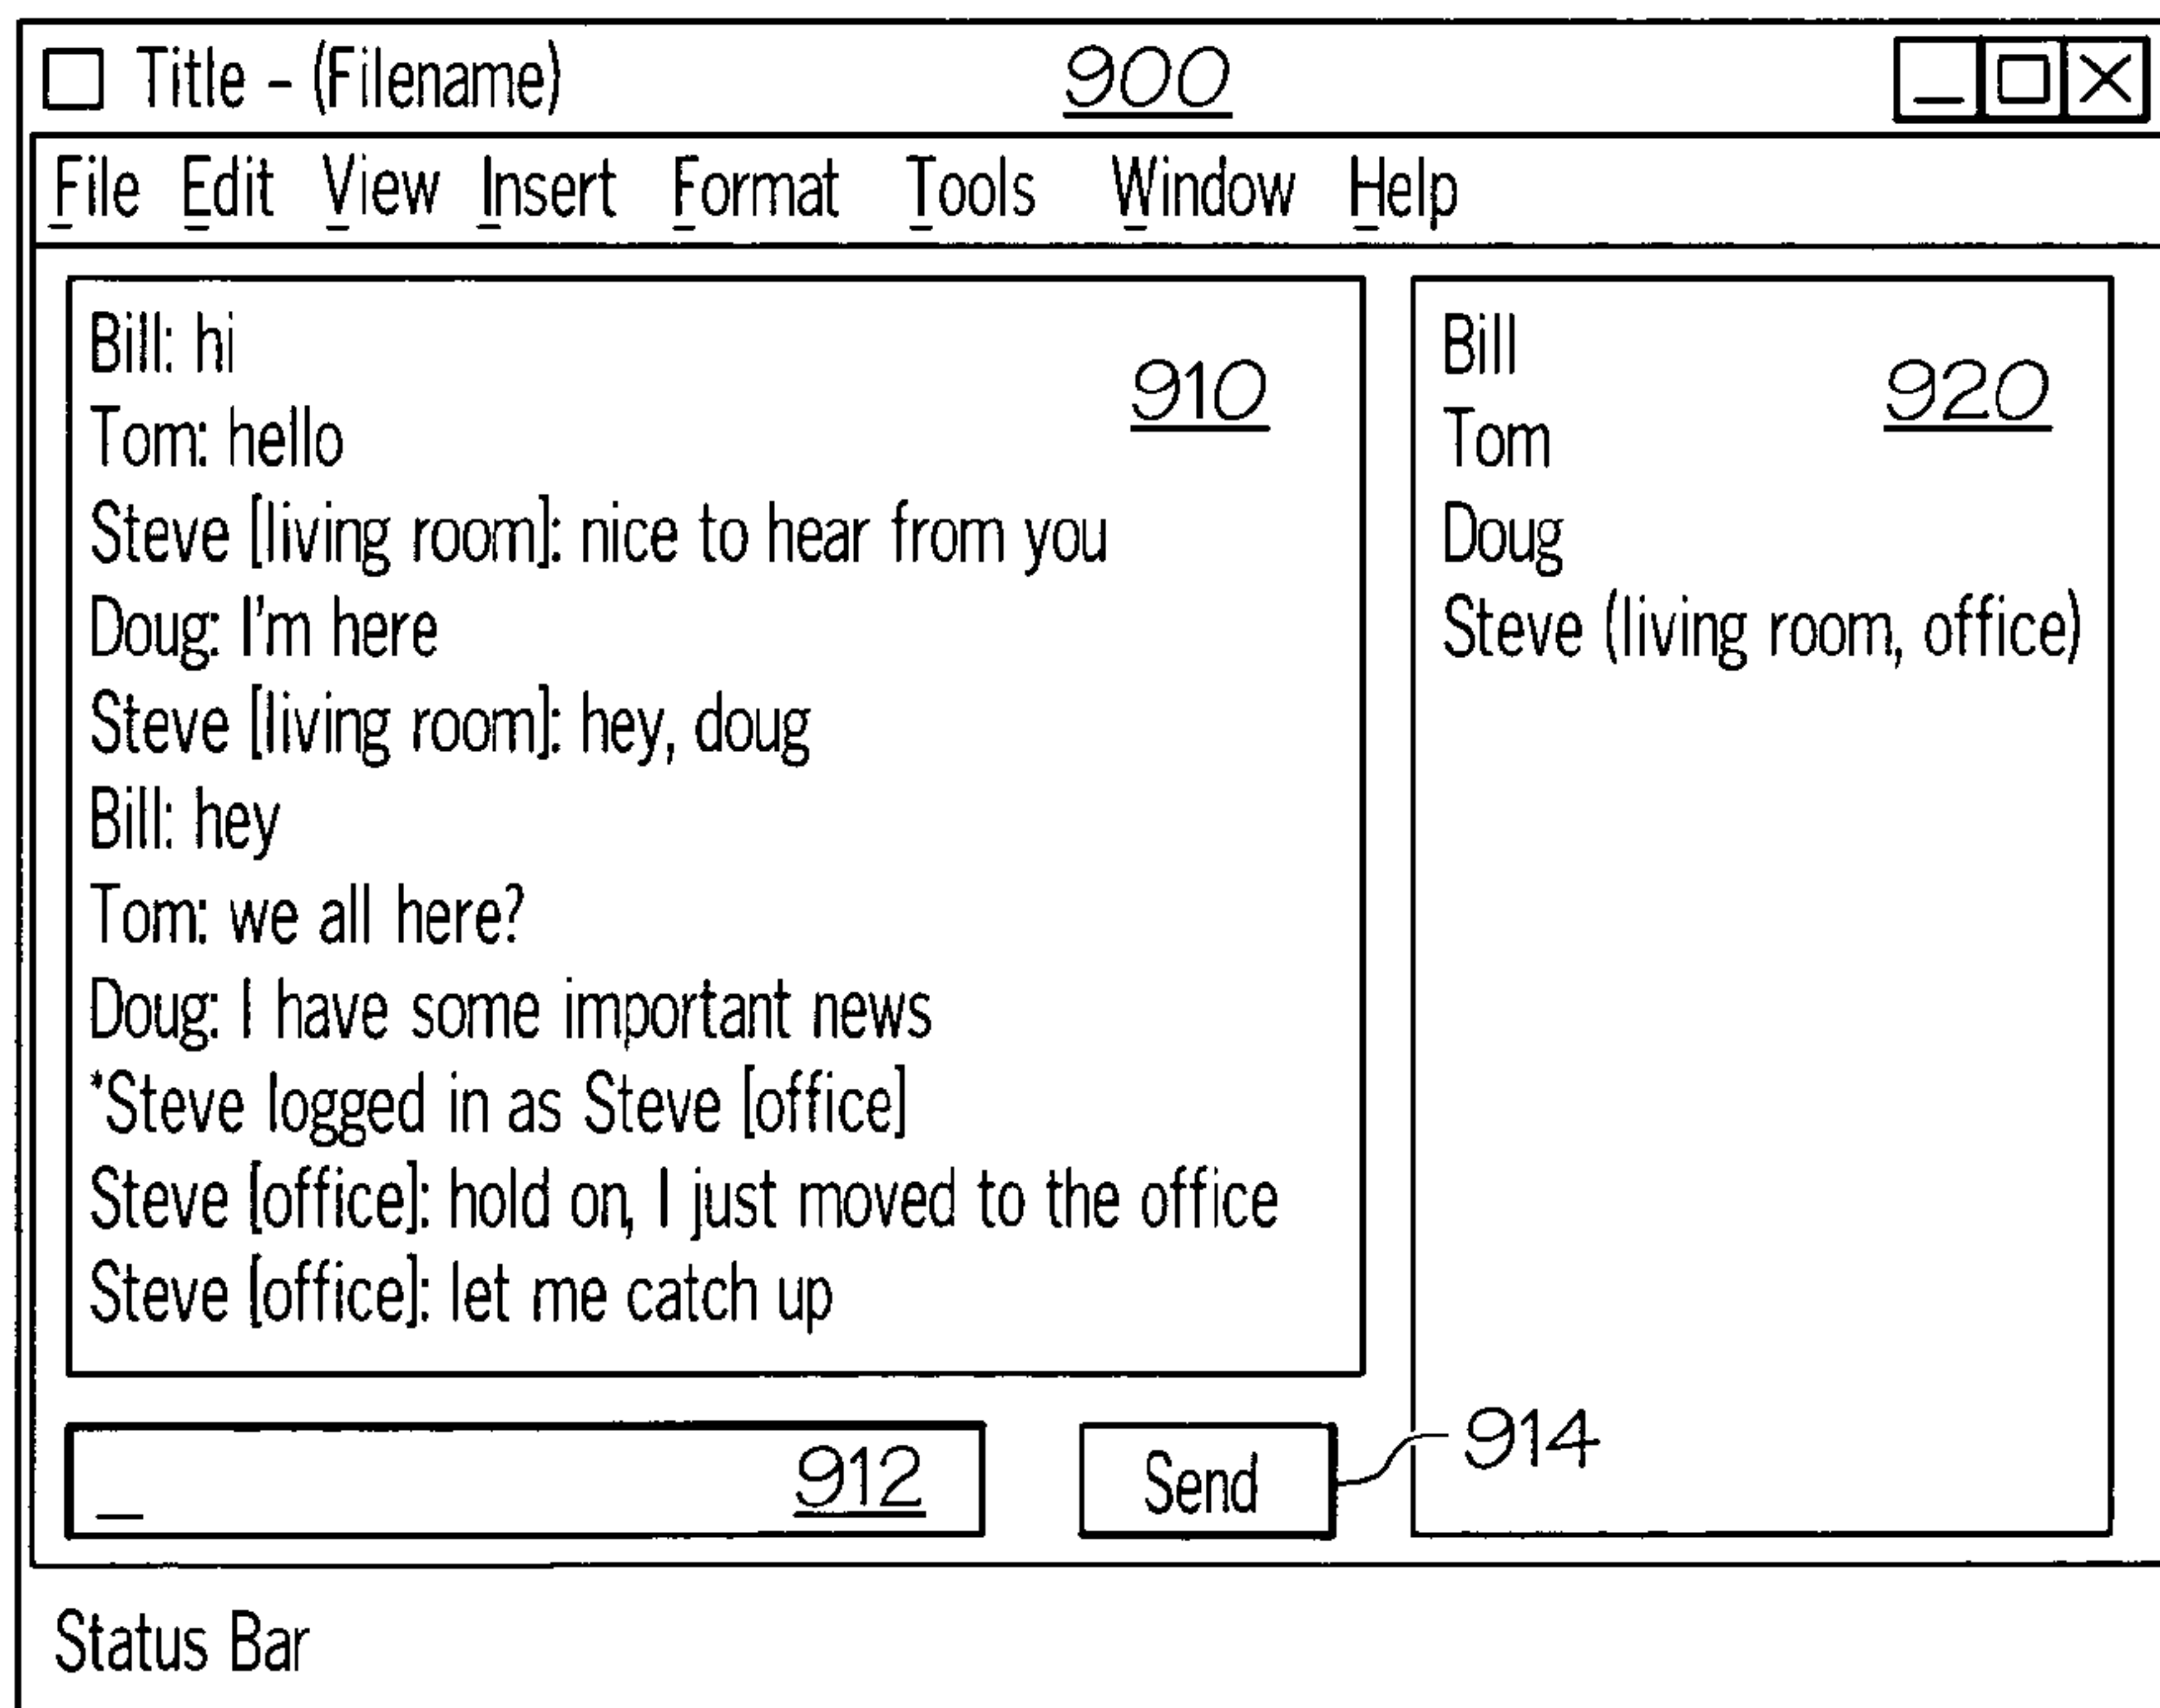 Title - (Filename) 900
File Edit View Insert Format Tools Window Help
Bill: hi
910
Tom: hello
Steve [living room]: nice to hear from you
Doug: I'm here
Steve [living room]: hey, doug
Bill: hey
Tom: we all here?
Doug: I have some important news
*Steve logged in as Steve [office]
Steve [office]: hold on, I just moved to the office
Steve [office]: let me catch up
Bill
920
Tom
Doug
Steve (living room, office)
_ 912
Send
914
Status Bar